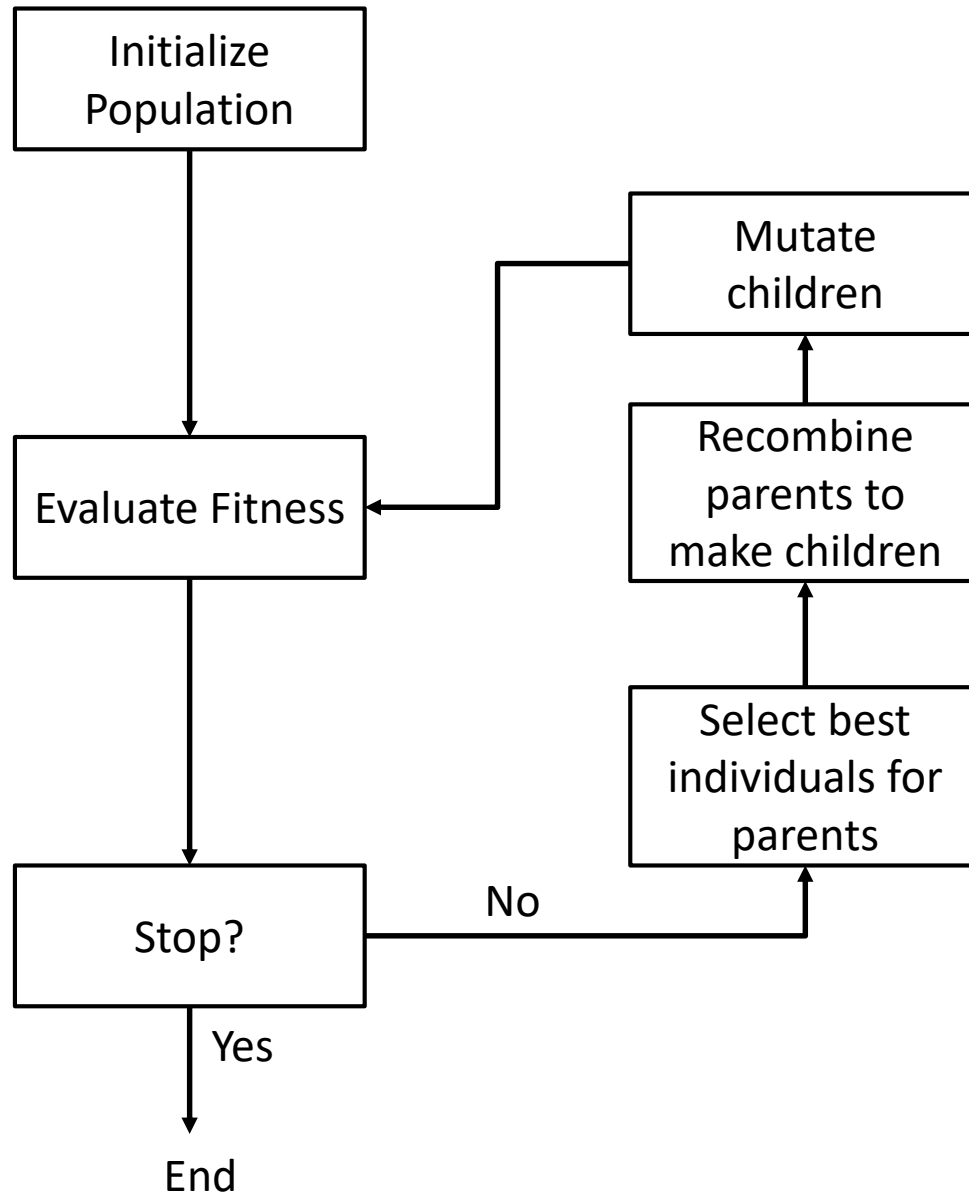 Initialize
Population
Evaluate Fitness
Stop?
Yes
End
No
Select best
individuals for
parents
Recombine
parents to
make children
Mutate
children